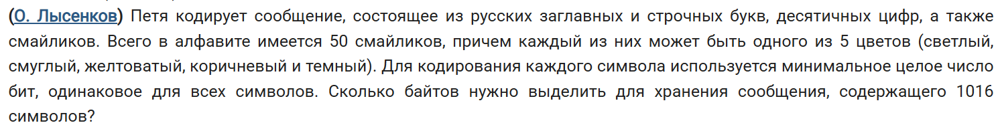 (О. Лысенков) Петя кодирует сообщение, состоящее из русских заглавных и строчных букв, десятичных цифр, а также
смайликов. Всего в алфавите имеется 50 смайликов, причем каждый из них может быть одного из 5 цветов (светлый,
смуглый, желтоватый, коричневый и темный). Для кодирования каждого символа используется минимальное целое число
бит, одинаковое для всех символов. Сколько байтов нужно выделить для хранения сообщения, содержащего 1016
символов?